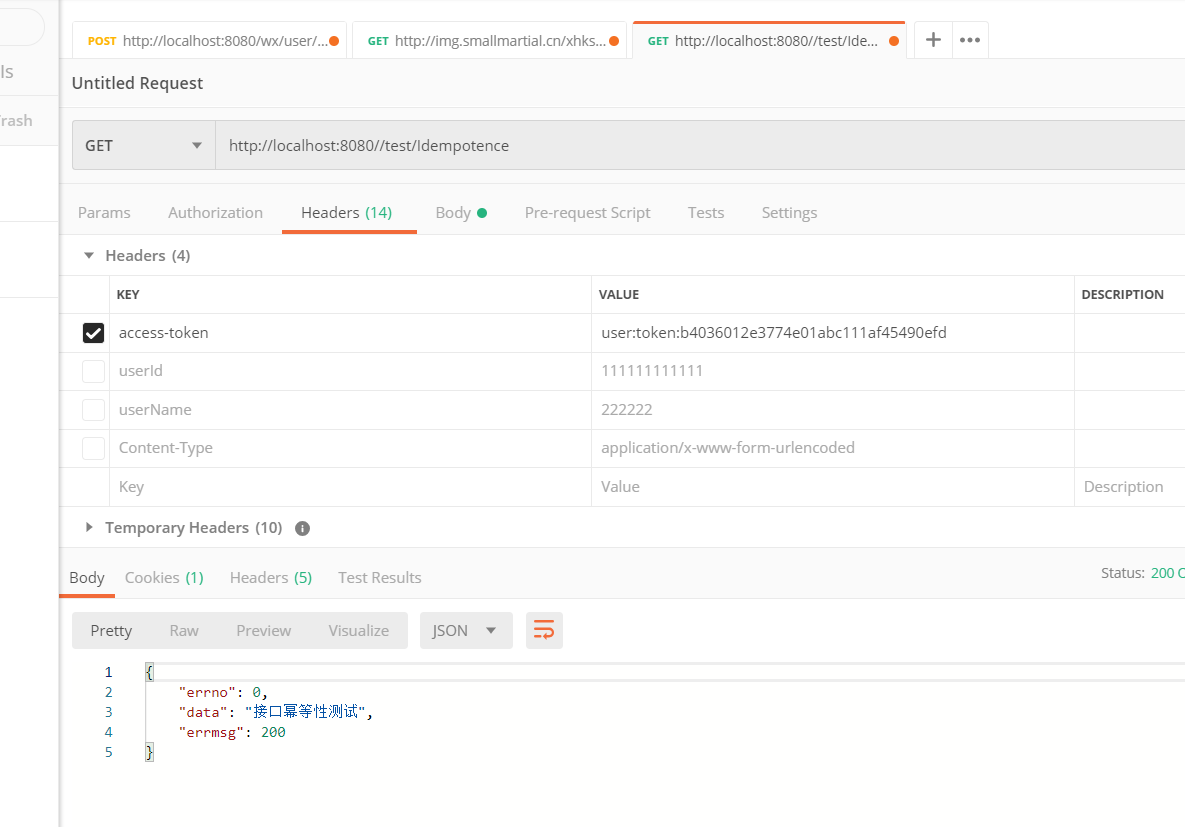 POST http://localhost:8080/wx/user/... GET http://img.smallmartial.cn/xhks... GET http://localhost:8080//test/Ide... + •••
ls
Untitled Request
rash
GET http://localhost:8080//test/Idempotence
Params Authorization Headers (14) Body Pre-request Script Tests Settings
Headers (4)
KEY VALUE DESCRIPTION
access-token user:token:b4036012e3774e01abc111af45490efd
userId 111111111111
userName 222222
Content-Type application/x-www-form-urlencoded
Key Value Description
Temporary Headers (10)
Body Cookies (1) Headers (5) Test Results Status: 200 O
Pretty Raw Preview Visualize JSON
1 {
2 "errno": 0,
3 "data": "接口幂等性测试",
4 "errmsg": 200
5 }